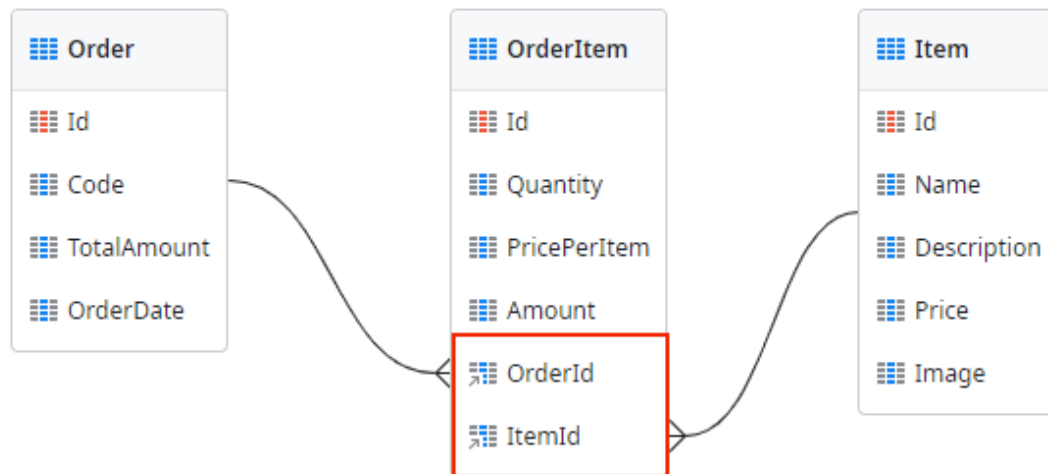 Order
Id
Code
TotalAmount
OrderDate
OrderItem
Id
Quantity
PricePerItem
Amount
OrderId
ItemId
Item
Id
Name
Description
Price
Image